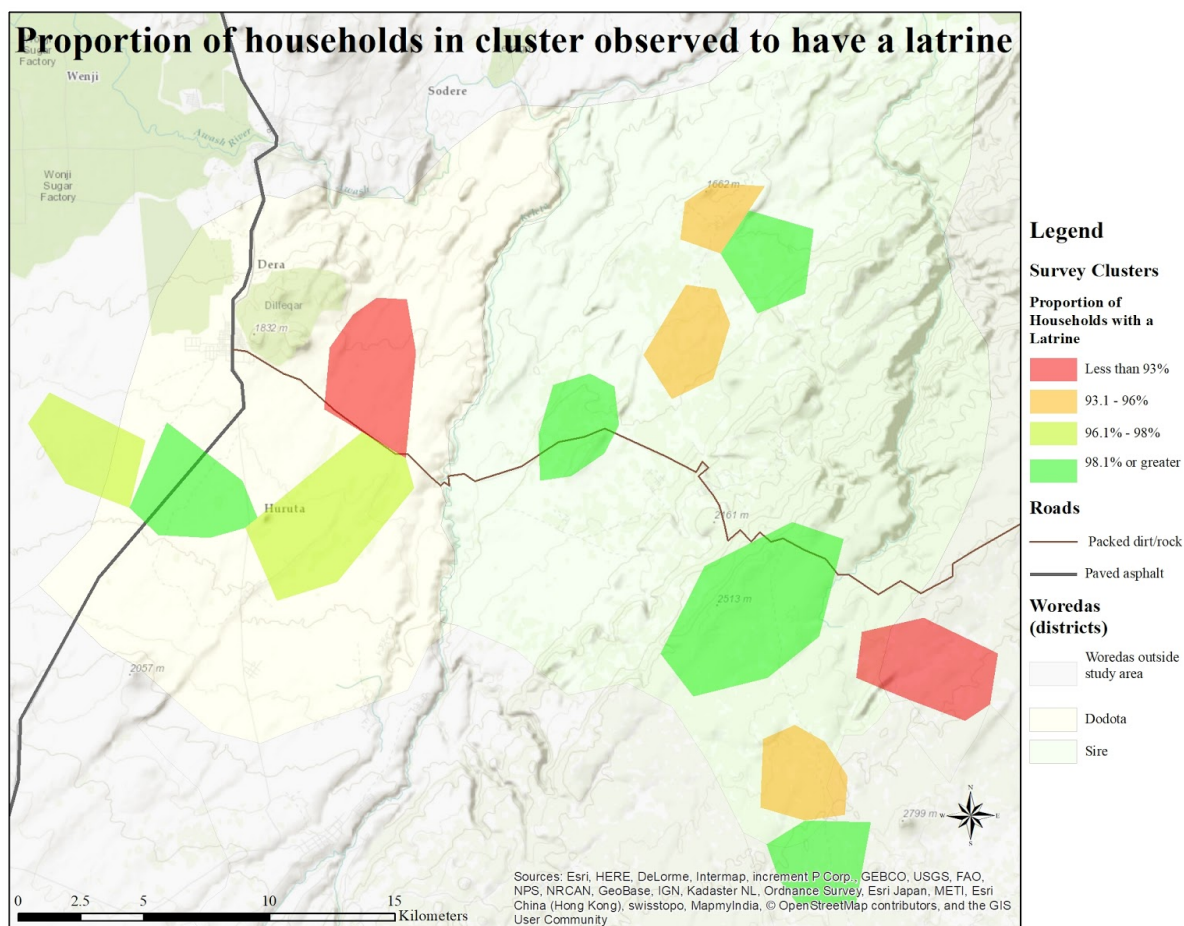 Proportion of households in cluster observed to have a latrine
Sugar
Factory
Wenji
Sodere
Awash River
Wonji
Sugar
Factory
Awash
1662 m
Keleta
Dera
Dilfeqar
1832 m
Huruta
2161 m
2513 m
2057 m
2799 m
N
W
E
S
0
2.5
5
10
15
Kilometers
Sources: Esri, HERE, DeLorme, Intermap, increment P Corp., GEBCO, USGS, FAO,
NPS, NRCAN, GeoBase, IGN, Kadaster NL, Ordnance Survey, Esri Japan, METI, Esri
China (Hong Kong), swisstopo, MapmyIndia, © OpenStreetMap contributors, and the GIS
User Community
Legend
Survey Clusters
Proportion of
Households with a
Latrine
Less than 93%
93.1 - 96%
96.1% - 98%
98.1% or greater
Roads
Packed dirt/rock
Paved asphalt
Woredas
(districts)
Woredas outside
study area
Dodota
Sire